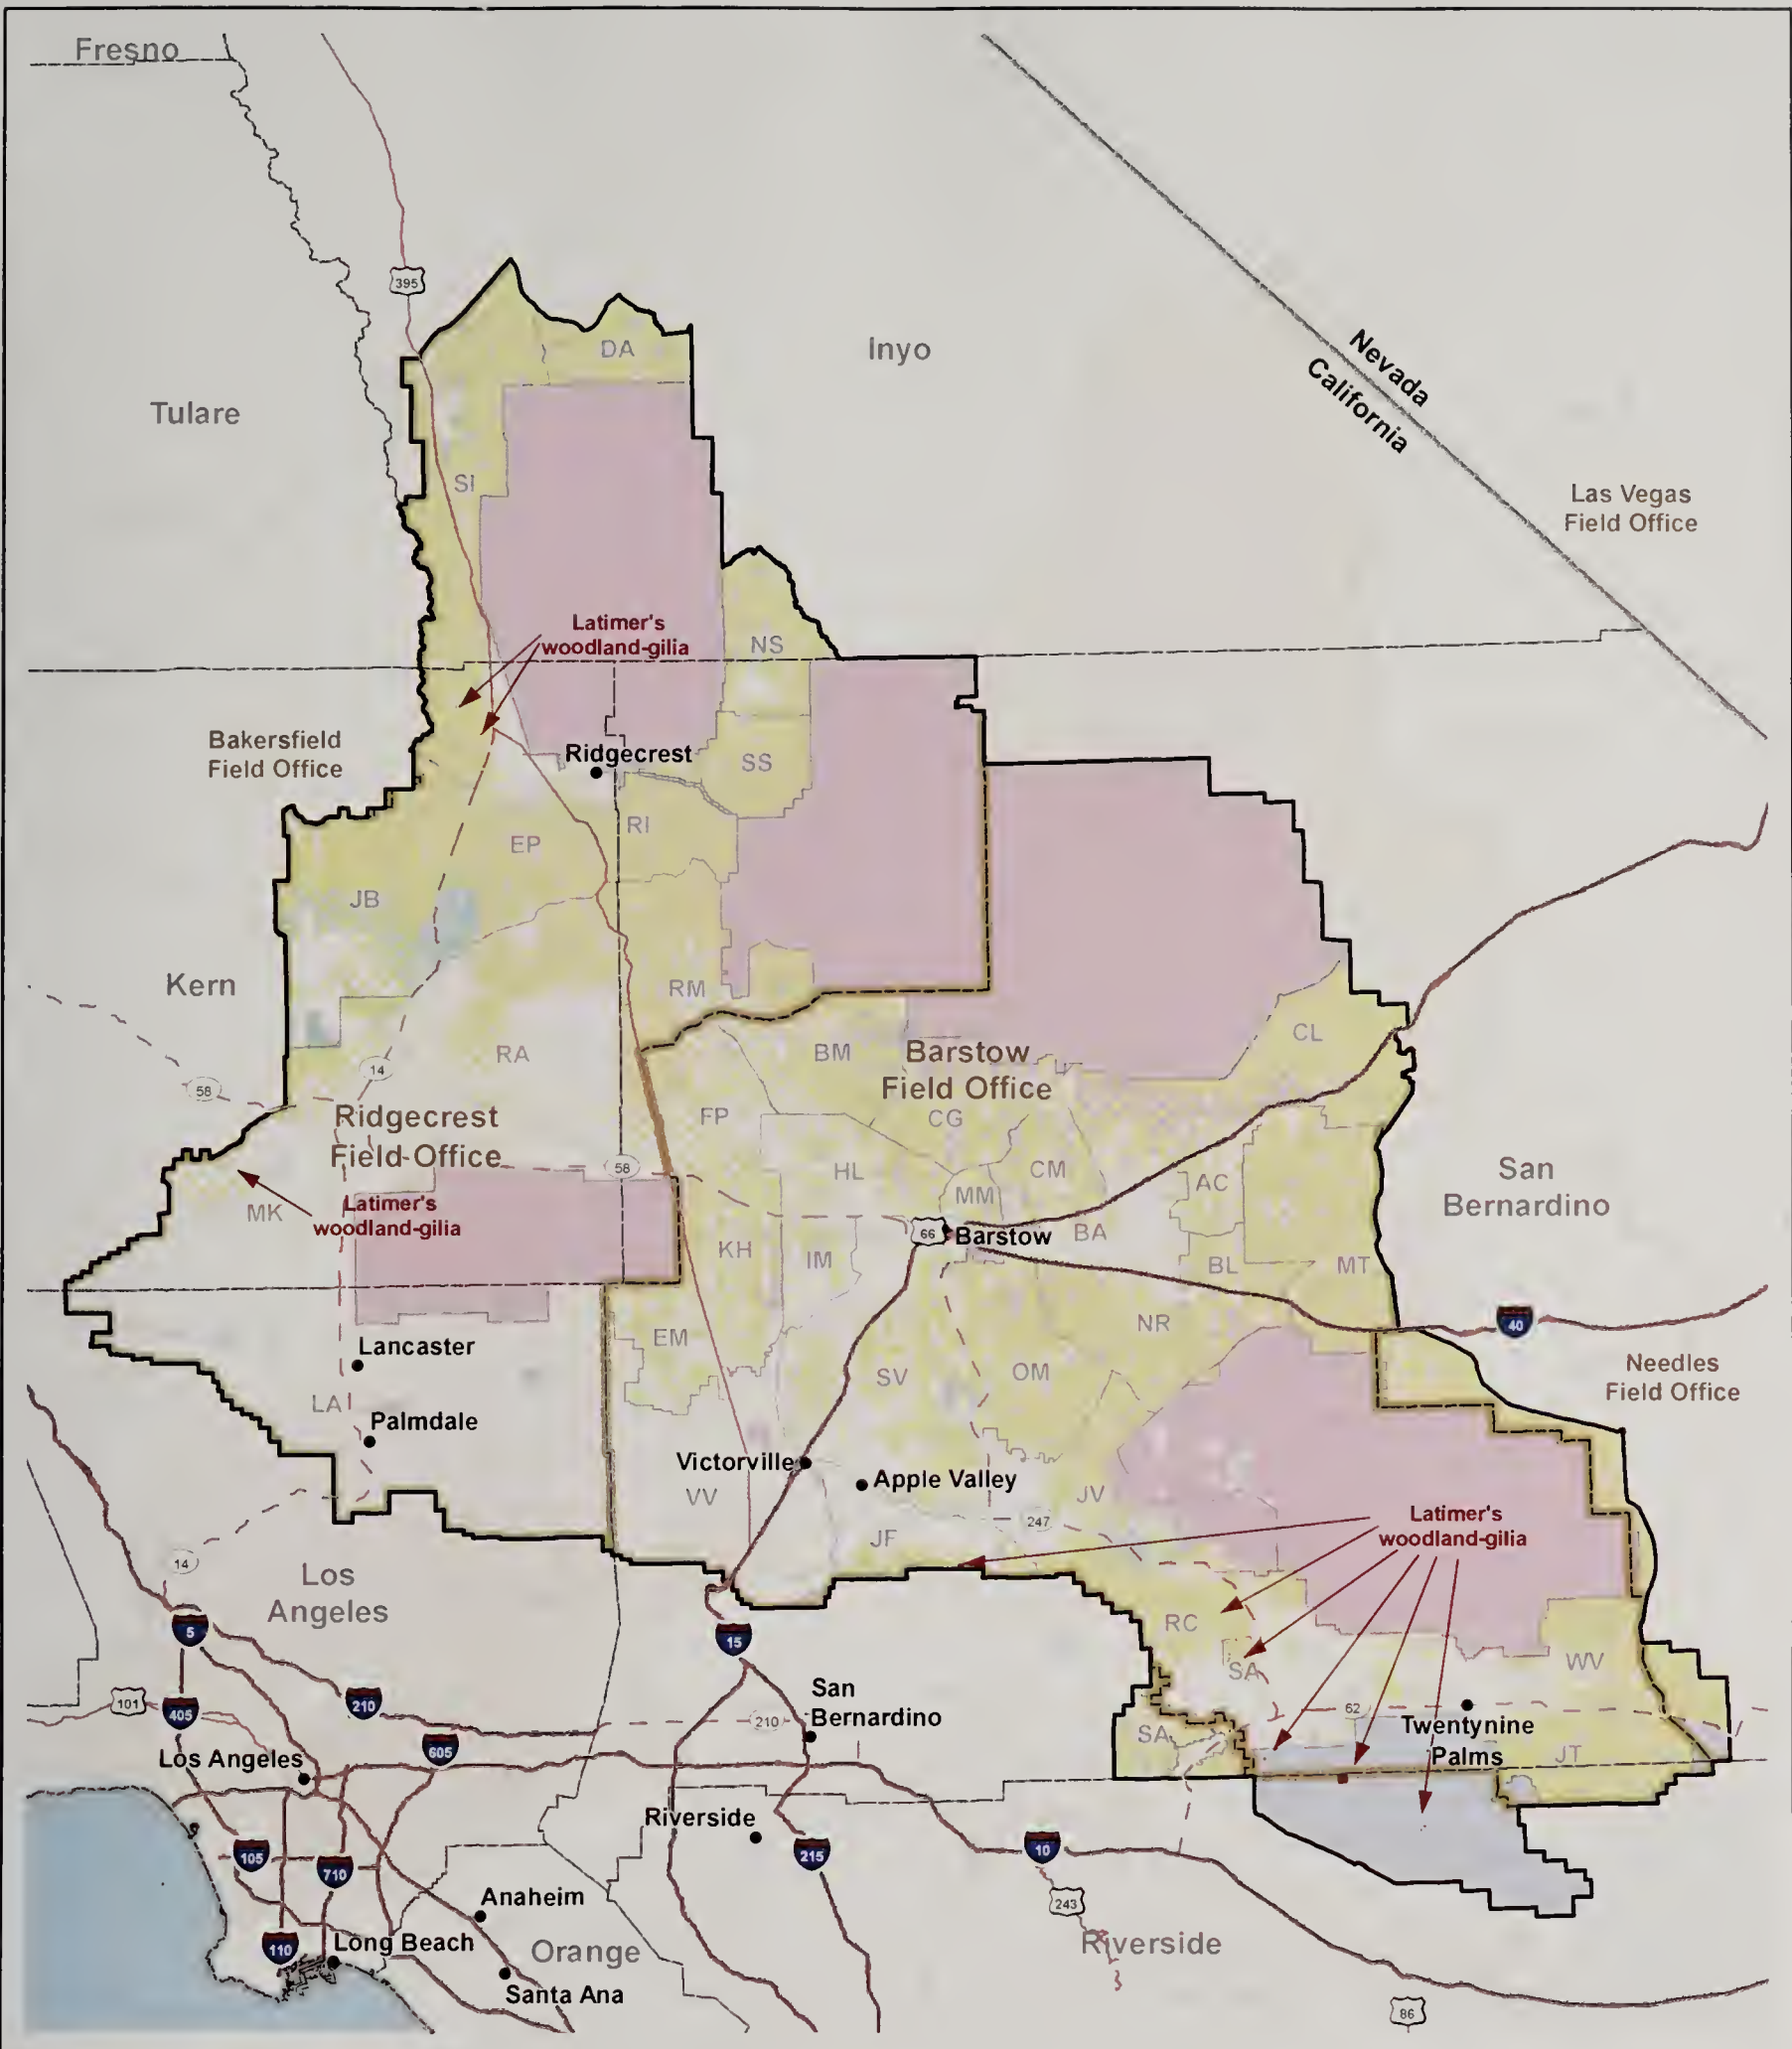 Fresno
395
DA
Inyo
Nevada
California
Tulare
SI
Las Vegas
Field Office
Latimer's
woodland-gilia
NS
Bakersfield
Field Office
Ridgecrest
SS
EP
RI
JB
Kern
RM
RA
BM
Barstow
Field Office
CL
14
58
Ridgecrest
Field Office
FP
CG
58
HL
CM
MM
AC
San
Bernardino
MK
Latimer's
woodland-gilia
66
Barstow
BA
KH
IM
BL
MT
40
EM
NR
Lancaster
SV
OM
Needles
Field Office
LA
Palmdale
Victorville
Apple Valley
VV
JV
JF
247
Latimer's
woodland-gilia
14
Los
Angeles
5
15
RC
SA
WV
101
405
210
San
Bernardino
210
62
Twentynine
Palms
605
SA
JT
Los Angeles
Riverside
105
710
215
10
Anaheim
243
110
Long Beach
Orange
Riverside
Santa Ana
86